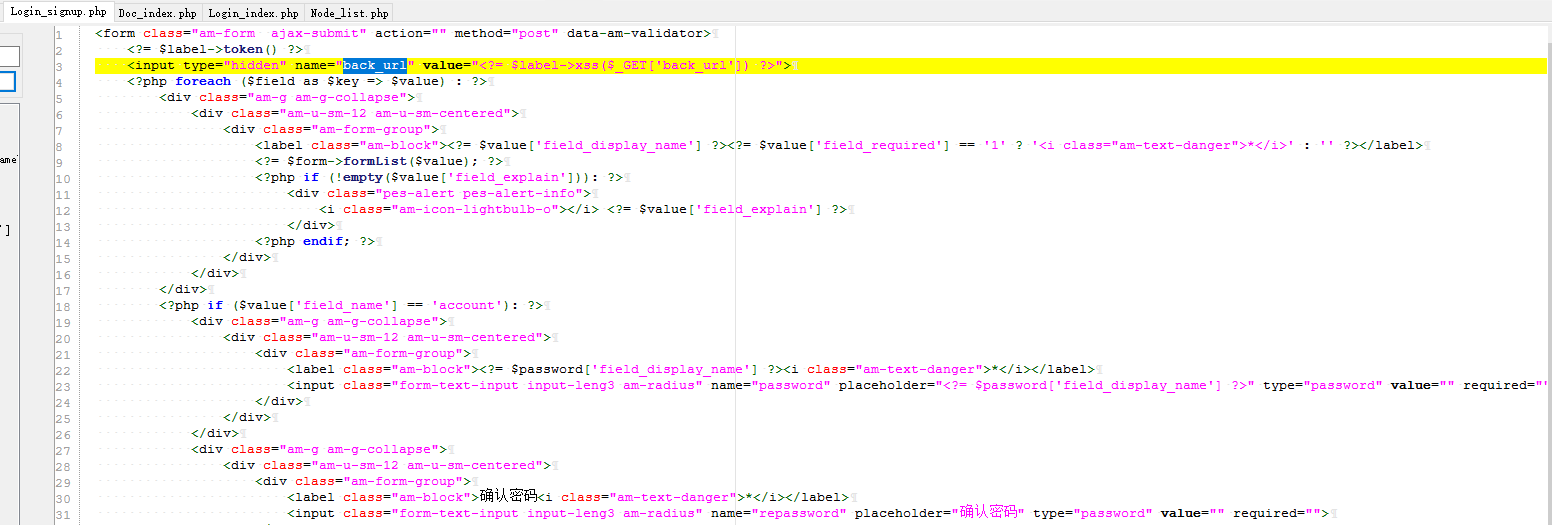 Login_signup.php Doc_index.php Login_index.php Node_list.php
1 <form class="am-form  ajax-submit" action="" method="post" data-am-validator>¶
2 <?= $label->token() ?>¶
3 <input type="hidden" name="back_url" value="<?= $label->xss($_GET['back_url']) ?>">¶
4 <?php foreach ($field as $key => $value) : ?>¶
5 <div class="am-g am-g-collapse">¶
6 <div class="am-u-sm-12 am-u-sm-centered">¶
7 <div class="am-form-group">¶
8 <label class="am-block"><?= $value['field_display_name'] ?><?= $value['field_required'] == '1' ? '<i class="am-text-danger">*</i>' : '' ?></label>¶
9 <?= $form->formList($value); ?>¶
10 <?php if (!empty($value['field_explain'])): ?>¶
11 <div class="pes-alert pes-alert-info">¶
12 <i class="am-icon-lightbulb-o"></i> <?= $value['field_explain'] ?>¶
13 </div>¶
14 <?php endif; ?>¶
15 </div>¶
16 </div>¶
17 </div>¶
18 <?php if ($value['field_name'] == 'account'): ?>¶
19 <div class="am-g am-g-collapse">¶
20 <div class="am-u-sm-12 am-u-sm-centered">¶
21 <div class="am-form-group">¶
22 <label class="am-block"><?= $password['field_display_name'] ?><i class="am-text-danger">*</i></label>¶
23 <input class="form-text-input input-leng3 am-radius" name="password" placeholder="<?= $password['field_display_name'] ?>" type="password" value="" required=""
24 </div>¶
25 </div>¶
26 </div>¶
27 <div class="am-g am-g-collapse">¶
28 <div class="am-u-sm-12 am-u-sm-centered">¶
29 <div class="am-form-group">¶
30 <label class="am-block">确认密码<i class="am-text-danger">*</i></label>¶
31 <input class="form-text-input input-leng3 am-radius" name="repassword" placeholder="确认密码" type="password" value="" required="">¶